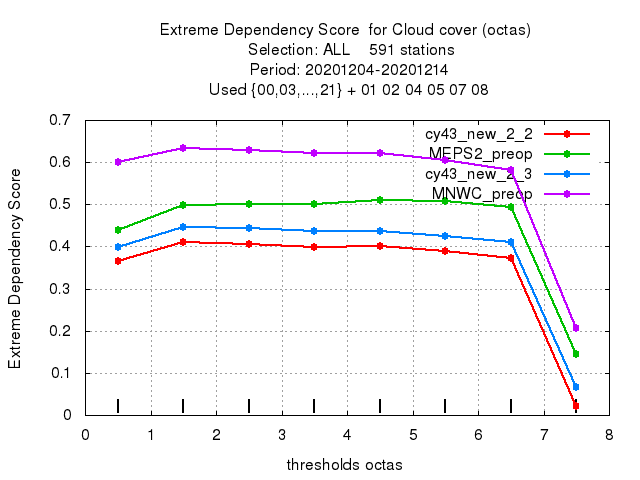 Extreme Dependency Score  for Cloud cover (octas)
Selection: ALL    591 stations
Period: 20201204-20201214
Used {00,03,...,21} + 01 02 04 05 07 08
Extreme Dependency Score
0.7
0.6
0.5
0.4
0.3
0.2
0.1
0
cy43_new_2_2
MEPS2_preop
cy43_new_2_3
MNWC_preop
0 1 2 3 4 5 6 7 8
thresholds octas